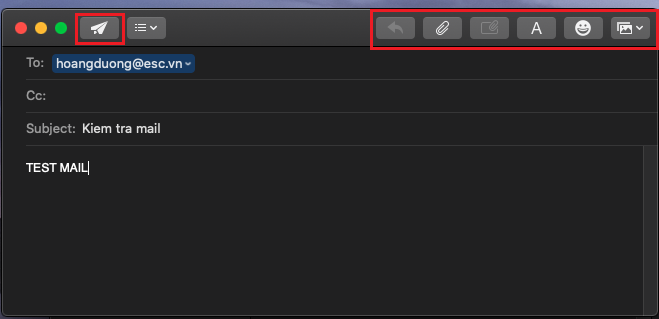 A
To: hoangduong@esc.vn
Cc:
Subject: Kiem tra mail
TEST MAIL